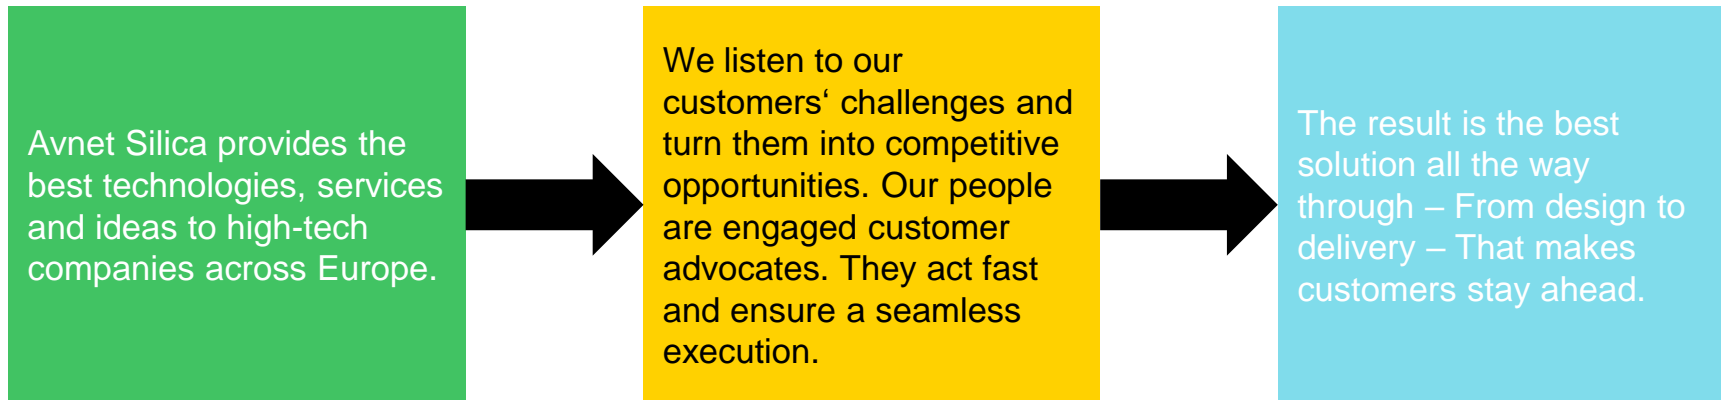 Avnet Silica provides the
best technologies, services
and ideas to high-tech
companies across Europe.
We listen to our
customers‘ challenges and
turn them into competitive
opportunities. Our people
are engaged customer
advocates. They act fast
and ensure a seamless
execution.
The result is the best
solution all the way
through – From design to
delivery – That makes
customers stay ahead.